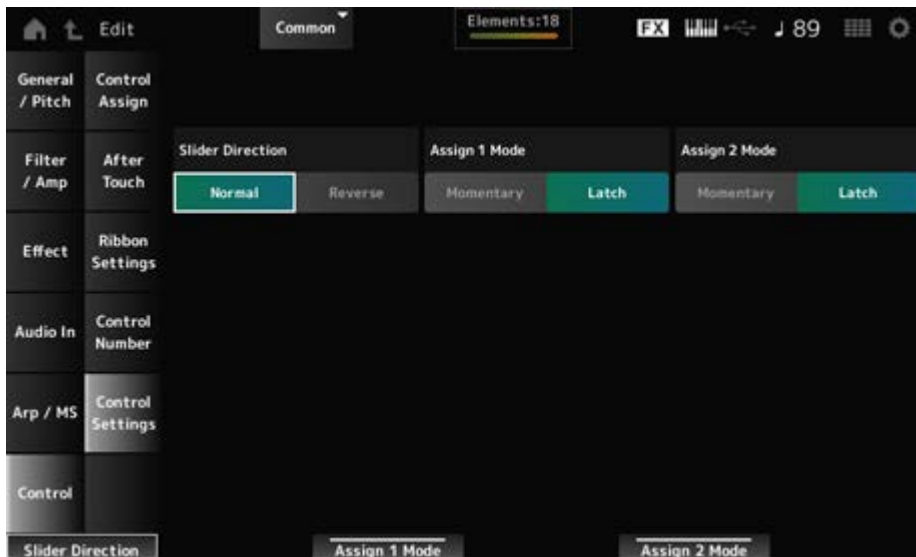 Edit
Common
Elements:18
FX
♩ 89
General / Pitch
Control Assign
Filter / Amp
After Touch
Slider Direction
Normal
Reverse
Assign 1 Mode
Momentary
Latch
Assign 2 Mode
Momentary
Latch
Effect
Ribbon Settings
Audio In
Control Number
Arp / MS
Control Settings
Control
Slider Direction
Assign 1 Mode
Assign 2 Mode